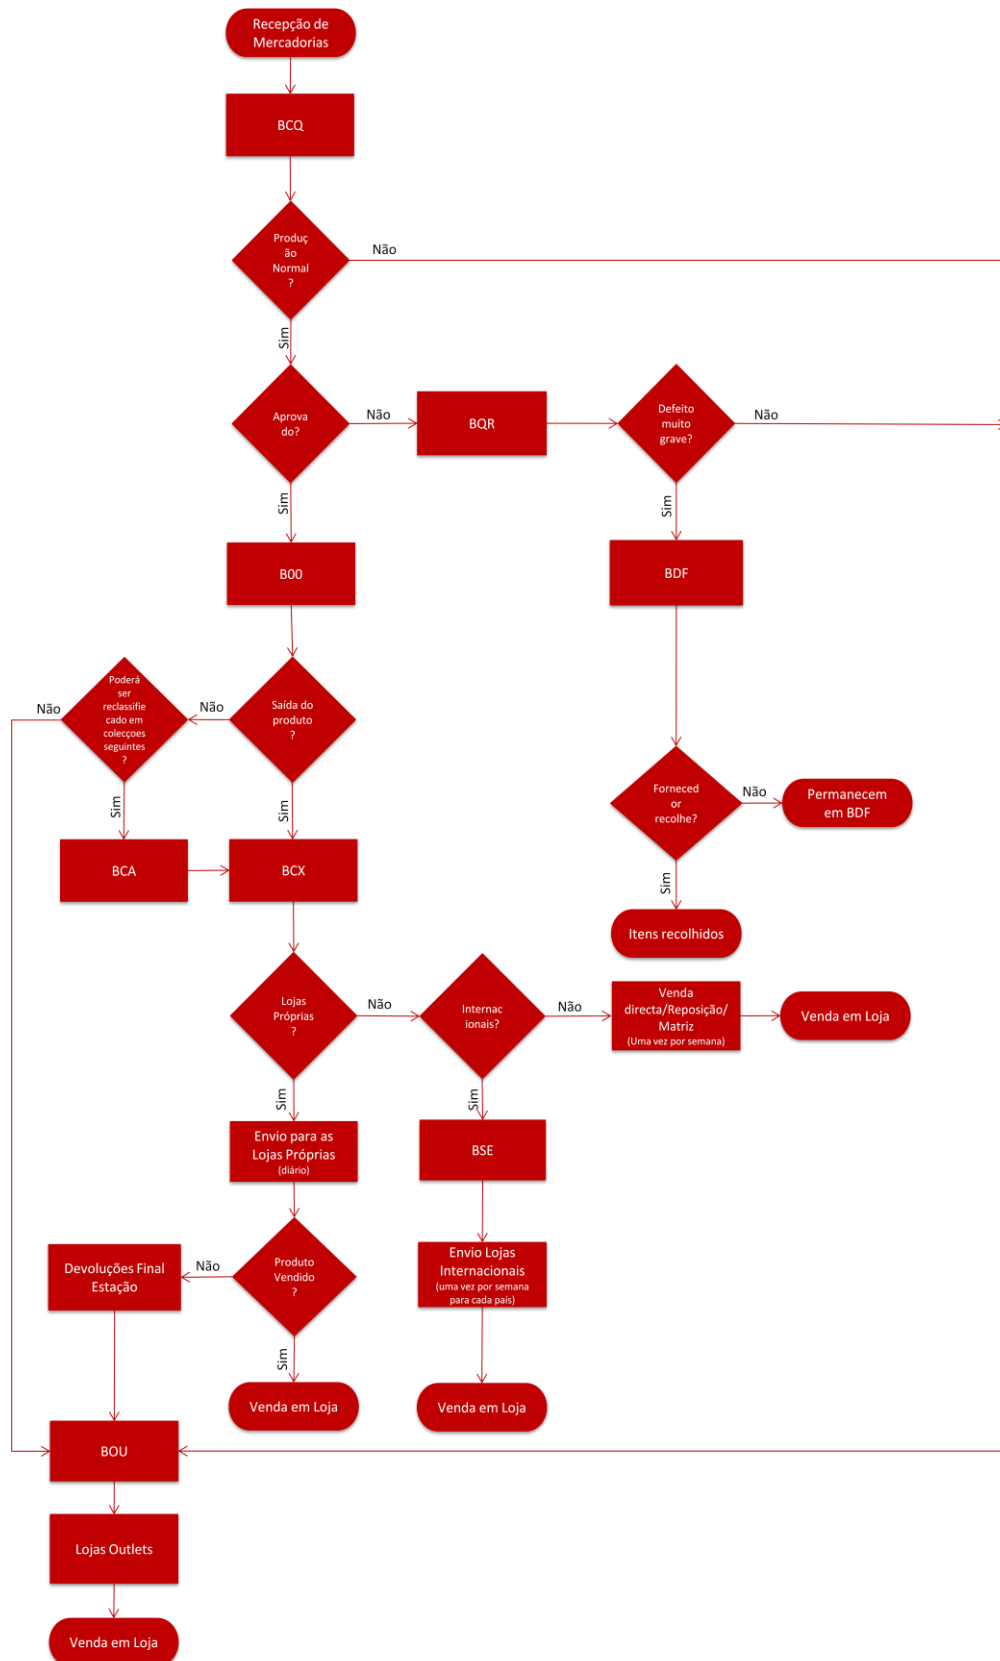 Recepção de
Mercadorias
BCQ
Produç
ão
Normal
?
Não
Sim
Aprova
do?
Não
BQR
Defeito
muito
grave?
Não
Sim
Sim
B00
BDF
Poderá
ser
reclassifie
cado em
colecçoes
seguintes
?
Não
Não
Saída do
produto
?
Sim
Sim
Forneced
or
recolhe?
Não
Permanecem
em BDF
Sim
BCA
BCX
Itens recolhidos
Lojas
Próprias
?
Não
Internac
ionais?
Não
Venda
directa/Reposição/
Matriz
(Uma vez por semana)
Venda em Loja
Sim
Sim
Envio para as
Lojas Próprias
(diário)
BSE
Devoluções Final
Estação
Não
Produto
Vendido
?
Envio Lojas
Internacionais
(uma vez por semana
para cada país)
Sim
Venda em Loja
Venda em Loja
BOU
Lojas Outlets
Venda em Loja